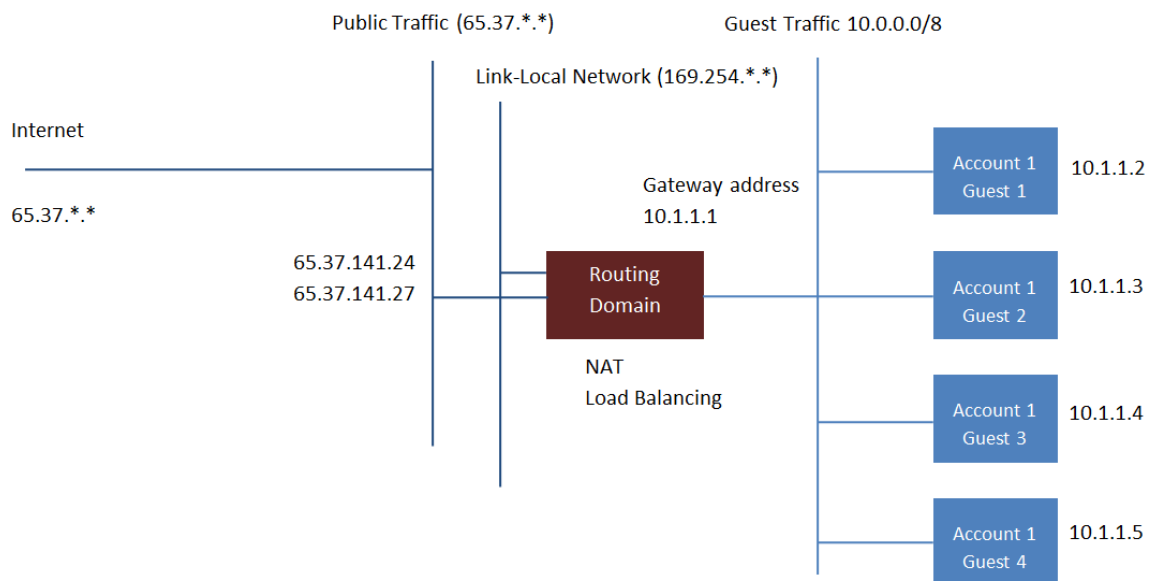 Public Traffic (65.37.*.*)
Guest Traffic 10.0.0.0/8
Link-Local Network (169.254.*.*)
Internet
65.37.*.*
Gateway address
10.1.1.1
65.37.141.24
65.37.141.27
Routing
Domain
NAT
Load Balancing
Account 1
Guest 1
10.1.1.2
Account 1
Guest 2
10.1.1.3
Account 1
Guest 3
10.1.1.4
Account 1
Guest 4
10.1.1.5